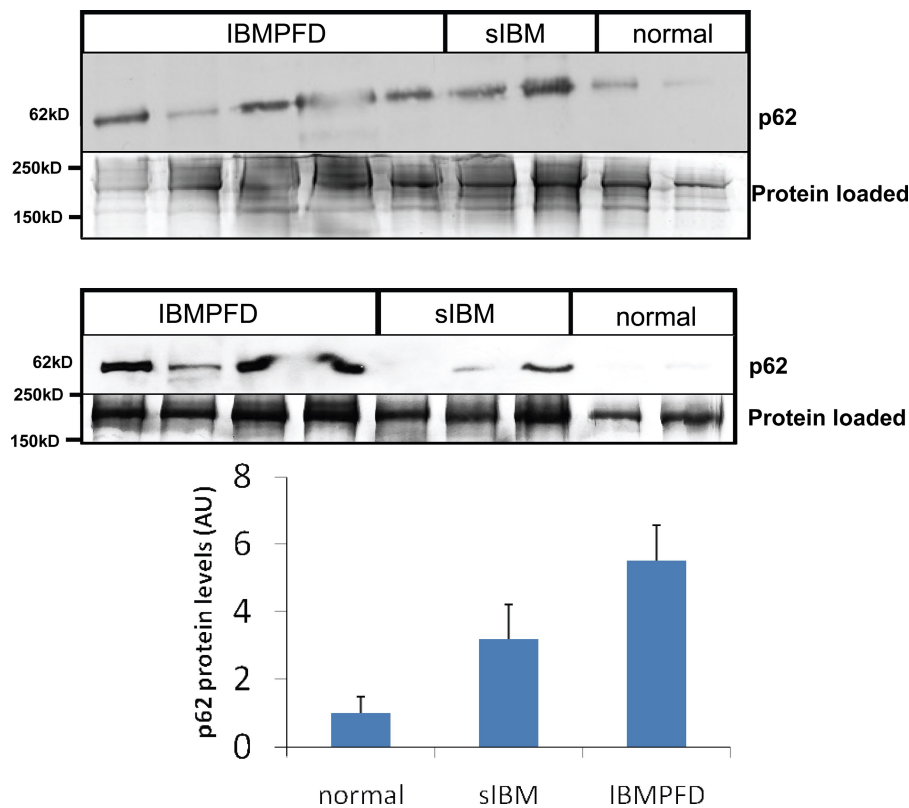 IBMPFD sIBM normal
62kD p62
250kD
Protein loaded
150kD
IBMPFD sIBM normal
62kD p62
250kD
Protein loaded
150kD
p62 protein levels (AU)
8
6
4
2
0
normal sIBM IBMPFD